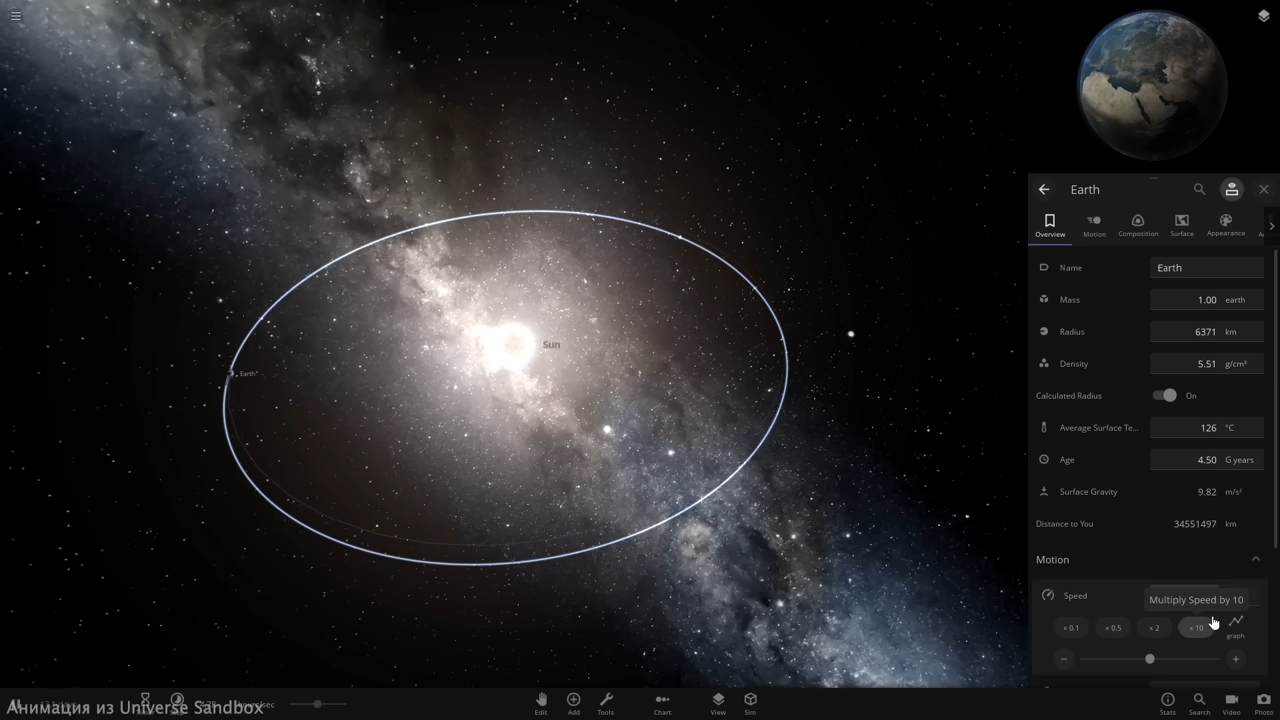 Earth
Overview
Motion
Composition
Surface
Appearance
Name
Earth
Mass
1.00 earth
Radius
6371 km
Density
5.51 g/cm³
Calculated Radius
On
Average Surface Te...
126 °C
Age
4.50 G years
Surface Gravity
9.82 m/s²
Distance to You
34551497 km
Motion
Speed
Multiply Speed by 10
× 0.1
× 0.5
× 2
× 10
graph
Sun
Earth
Анимация из Universe Sandbox
Edit
Add
Tools
Chart
View
Sim
Stats
Search
Video
Photo